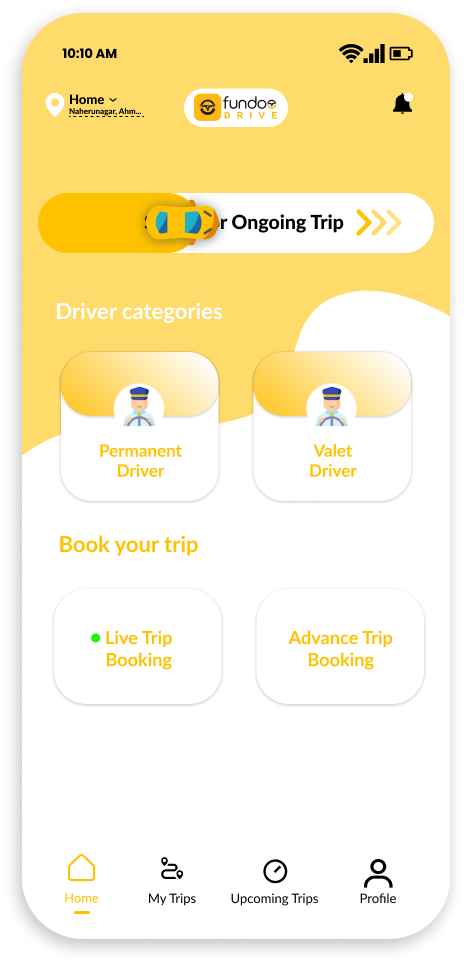 10:10 AM
Home
Naherunagar, Ahm...
fundoo
DRIVE
Ongoing Trip
Driver categories
Permanent
Driver
Valet
Driver
Book your trip
Live Trip
Booking
Advance Trip
Booking
Home
My Trips
Upcoming Trips
Profile